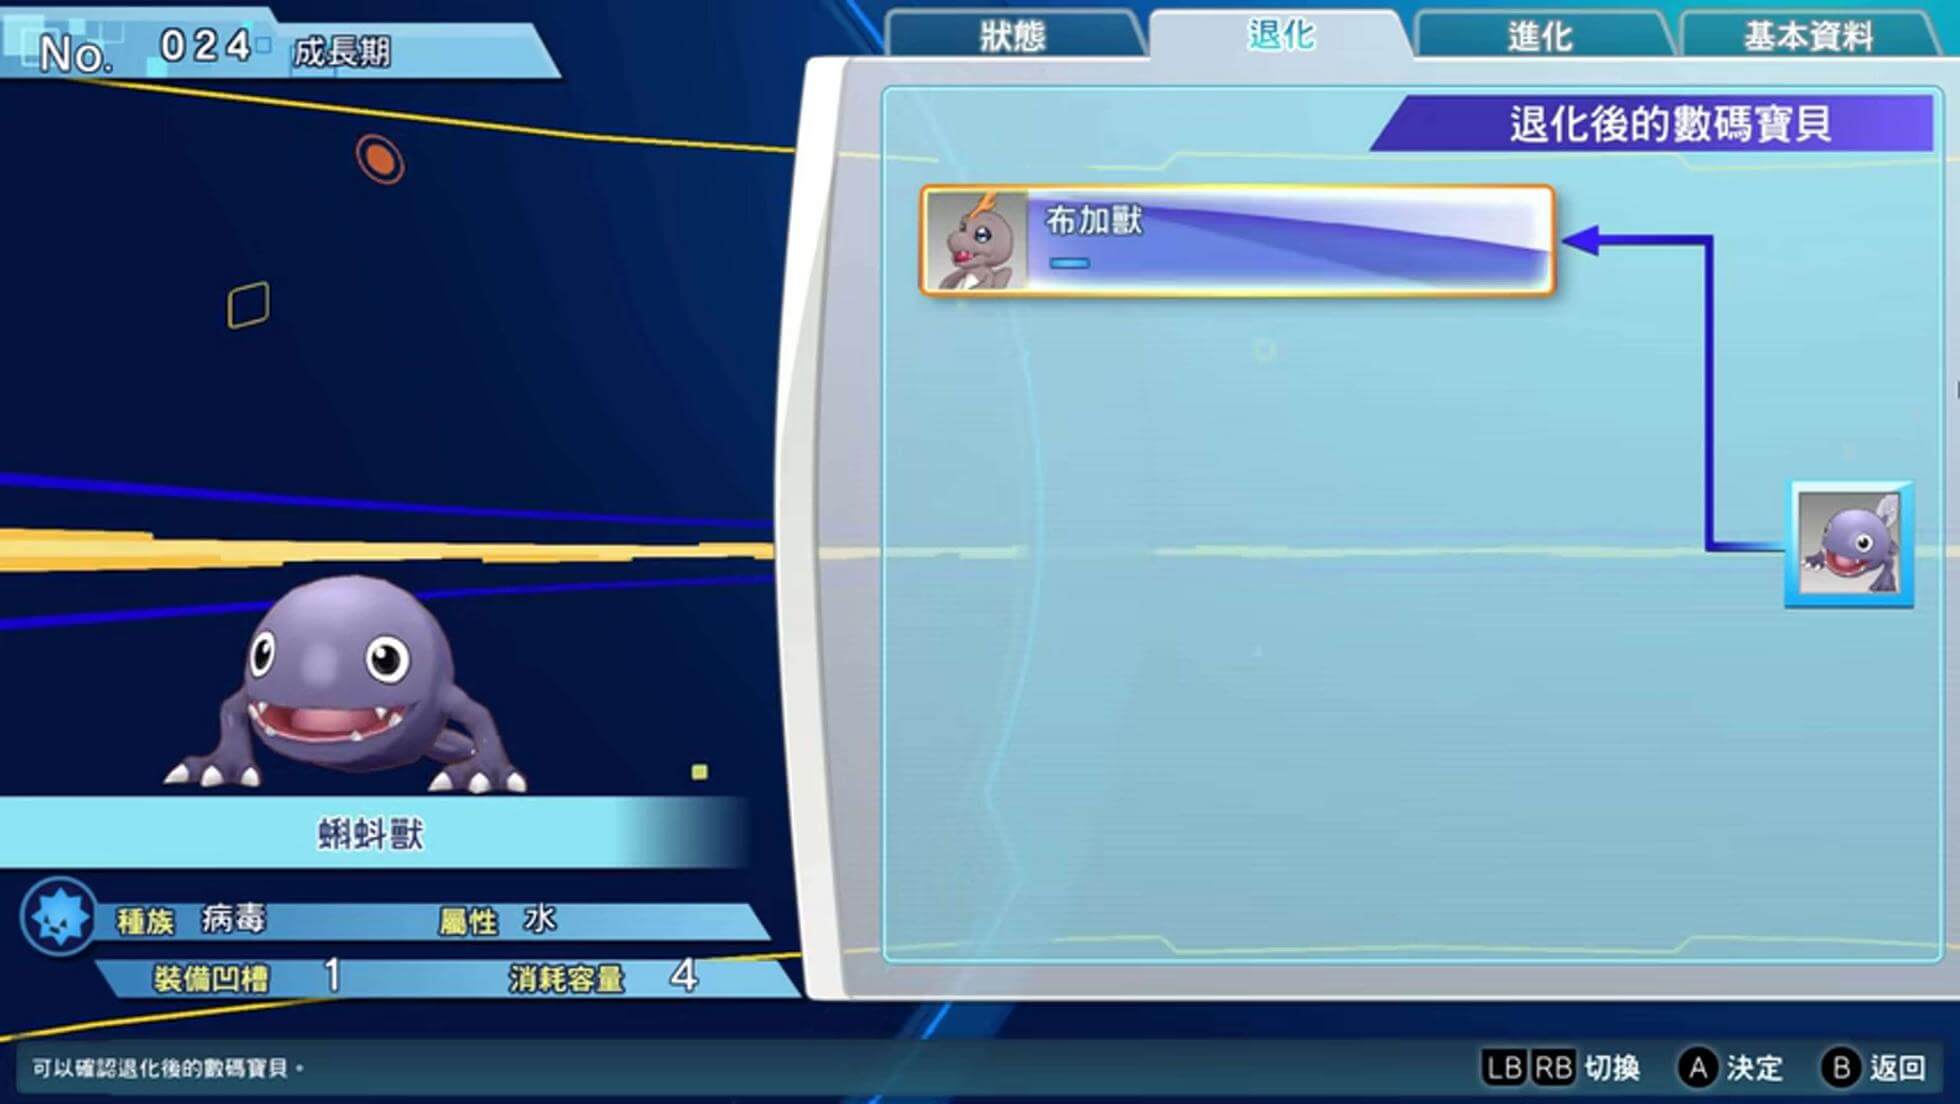 No. 024 成長期
狀態 退化 進化 基本資料
退化後的數碼寶貝
布加獸
蝌蚪獸
種族 病毒 屬性 水
裝備凹槽 1 消耗容量 4
可以確認退化後的數碼寶貝。
LB RB 切換 A 決定 B 返回